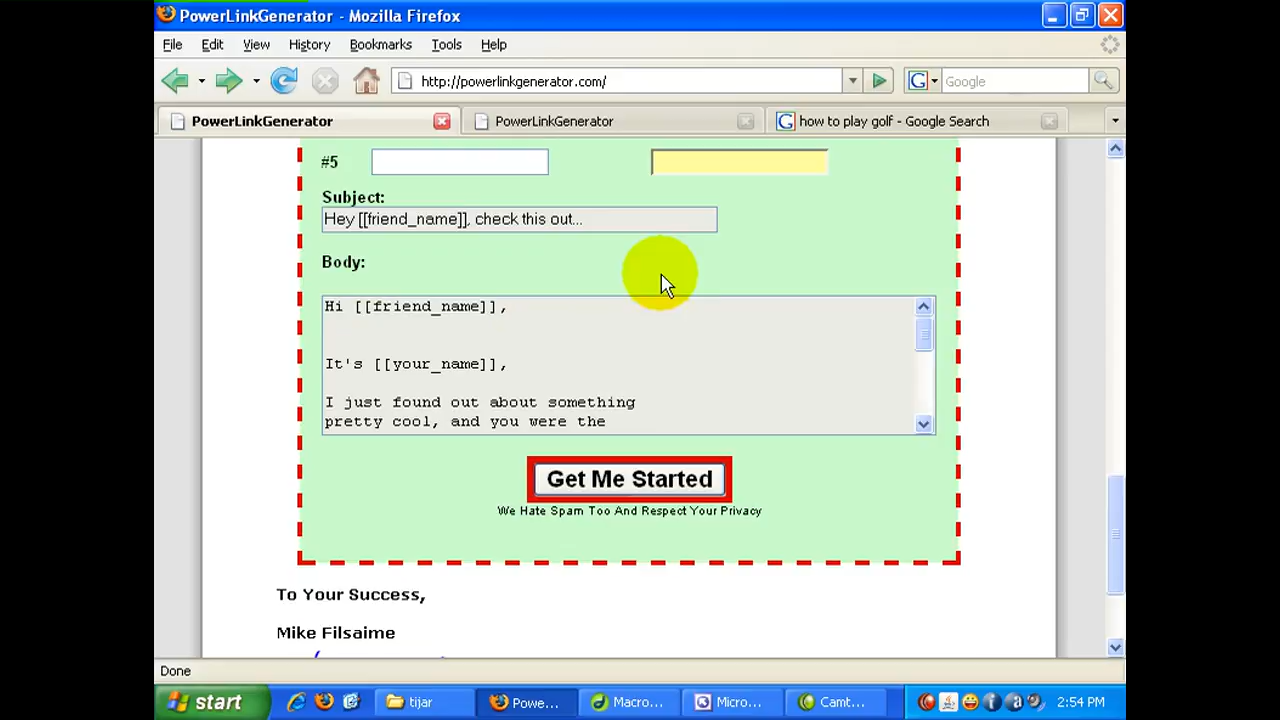 PowerLinkGenerator - Mozilla Firefox
File Edit View History Bookmarks Tools Help
http://powerlinkgenerator.com/
G Google
PowerLinkGenerator
PowerLinkGenerator
G how to play golf - Google Search
#5
Subject:
Hey [[friend_name]], check this out...
Body:
Hi [[friend_name]],
It's [[your_name]],
I just found out about something
pretty cool, and you were the
Get Me Started
We Hate Spam Too And Respect Your Privacy
To Your Success,
Mike Filsaime
Done
start
tijar
Powe...
Macro...
Micro...
Camt...
2:54 PM